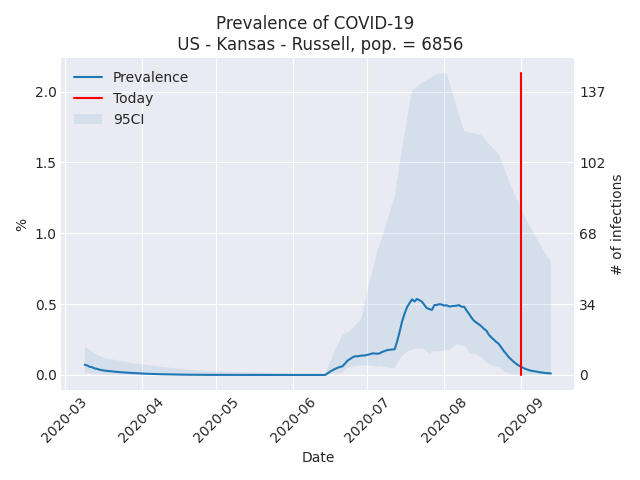 Prevalence of COVID-19
US - Kansas - Russell, pop. = 6856
Prevalence
Today
95CI
%
2.0
1.5
1.0
0.5
0.0
137
102
68
34
0
# of infections
2020-03
2020-04
2020-05
2020-06
2020-07
2020-08
2020-09
Date